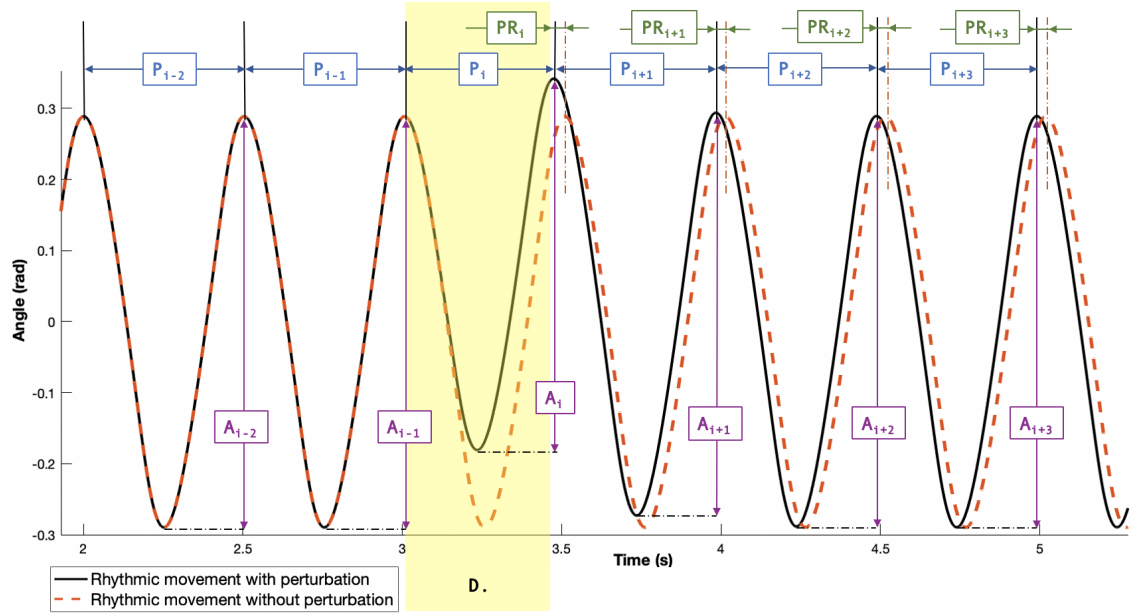 PRᵢ PRᵢ₊₁ PRᵢ₊₂ PRᵢ₊₃
Pᵢ₋₂ Pᵢ₋₁ Pᵢ Pᵢ₊₁ Pᵢ₊₂ Pᵢ₊₃
0.3
0.2
0.1
0
-0.1
-0.2
-0.3
Angle (rad)
Aᵢ₋₂ Aᵢ₋₁ Aᵢ Aᵢ₊₁ Aᵢ₊₂ Aᵢ₊₃
2 2.5 3 3.5 4 4.5 5
Time (s)
Rhythmic movement with perturbation
Rhythmic movement without perturbation
D.